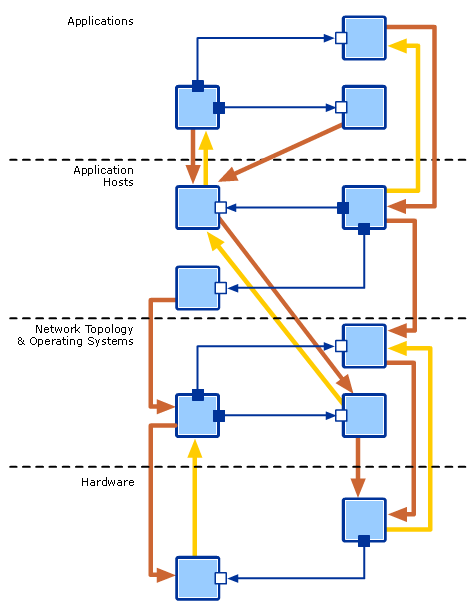 Applications
Application
Hosts
Network Topology
& Operating Systems
Hardware